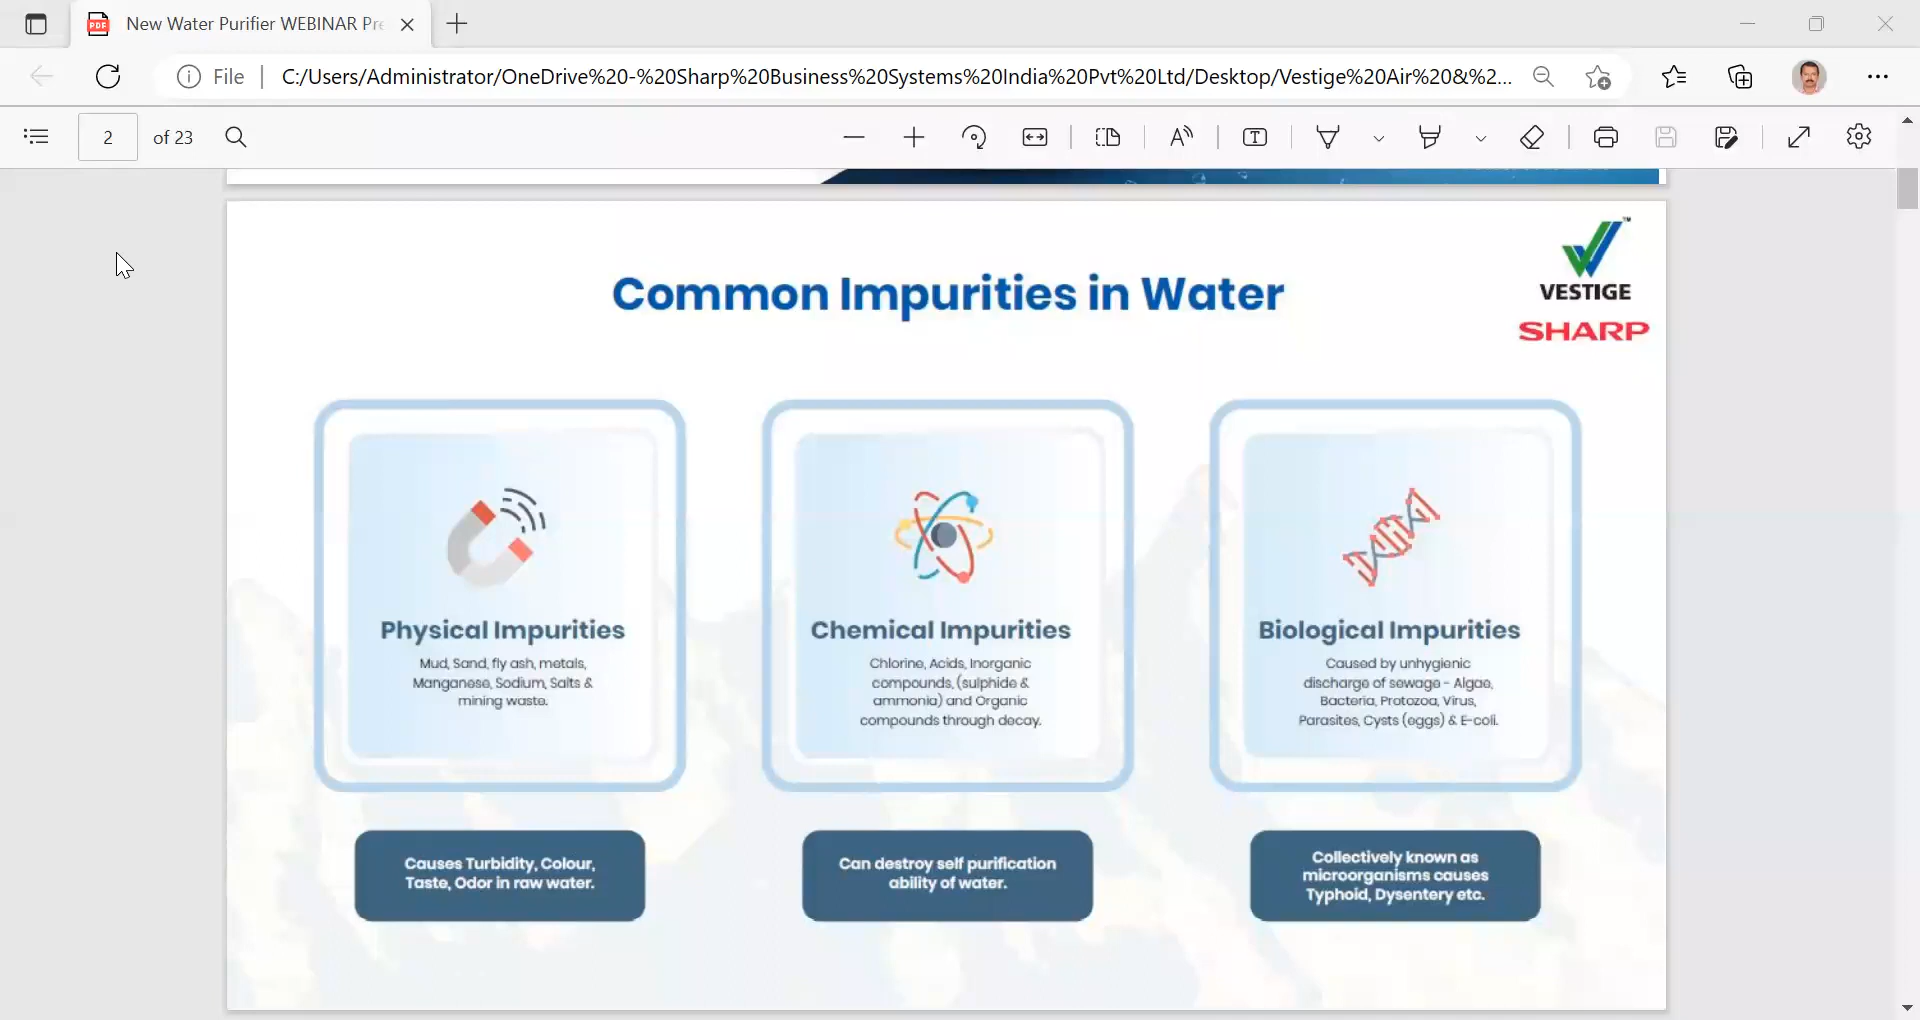 New Water Purifier WEBINAR Pre
File
C:/Users/Administrator/OneDrive%20-%20Sharp%20Business%20Systems%20India%20Pvt%20Ltd/Desktop/Vestige%20Air%20&%2...
PDF
2
of 23
VESTIGE
TM
SHARP
Common Impurities in Water
Physical Impurities
Mud, Sand, fly ash, metals,
Manganese, Sodium, Salts &
mining waste.
Causes Turbidity, Colour,
Taste, Odor in raw water.
Chemical Impurities
Chlorine, Acids, Inorganic
compounds, (sulphide &
ammonia) and Organic
compounds through decay.
Can destroy self purification
ability of water.
Biological Impurities
Caused by unhygienic
discharge of sewage - Algae,
Bacteria, Protozoa, Virus,
Parasites, Cysts (eggs) & E-coli.
Collectively known as
microorganisms causes
Typhoid, Dysentery etc.